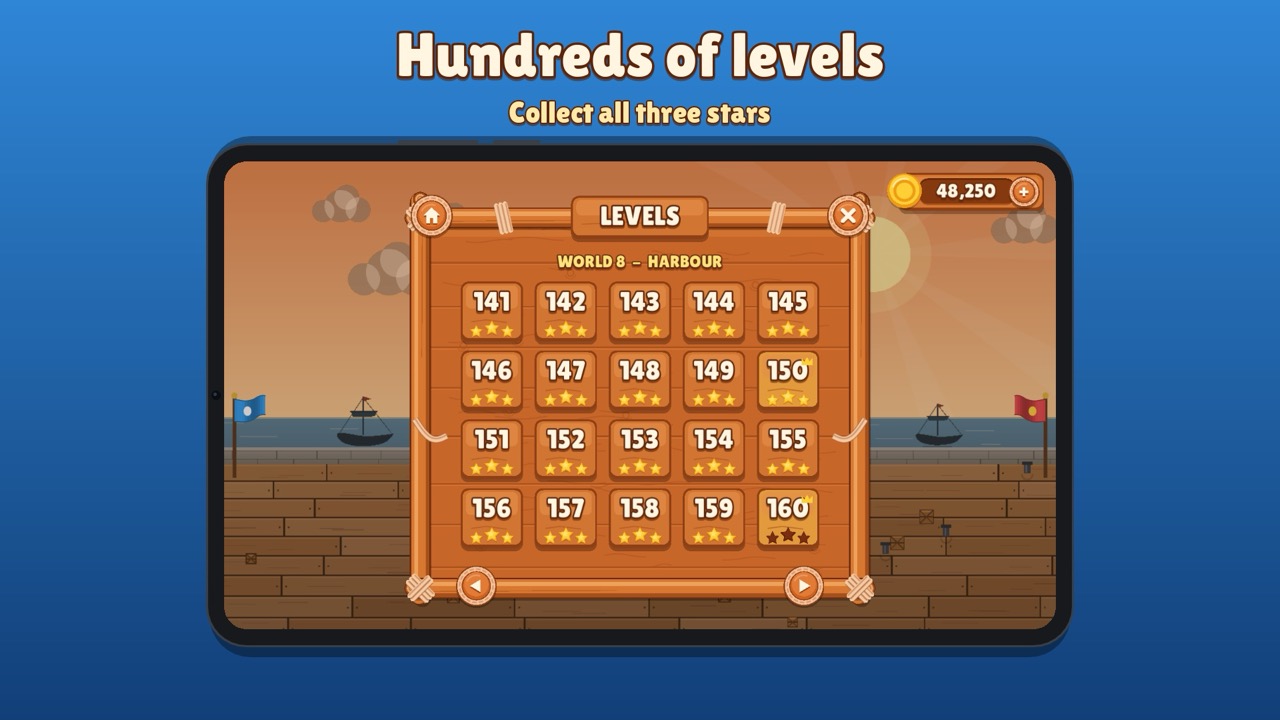 Hundreds of levels
Collect all three stars
48,250 +
LEVELS
WORLD 8 – HARBOUR
141 142 143 144 145
146 147 148 149 150
151 152 153 154 155
156 157 158 159 160